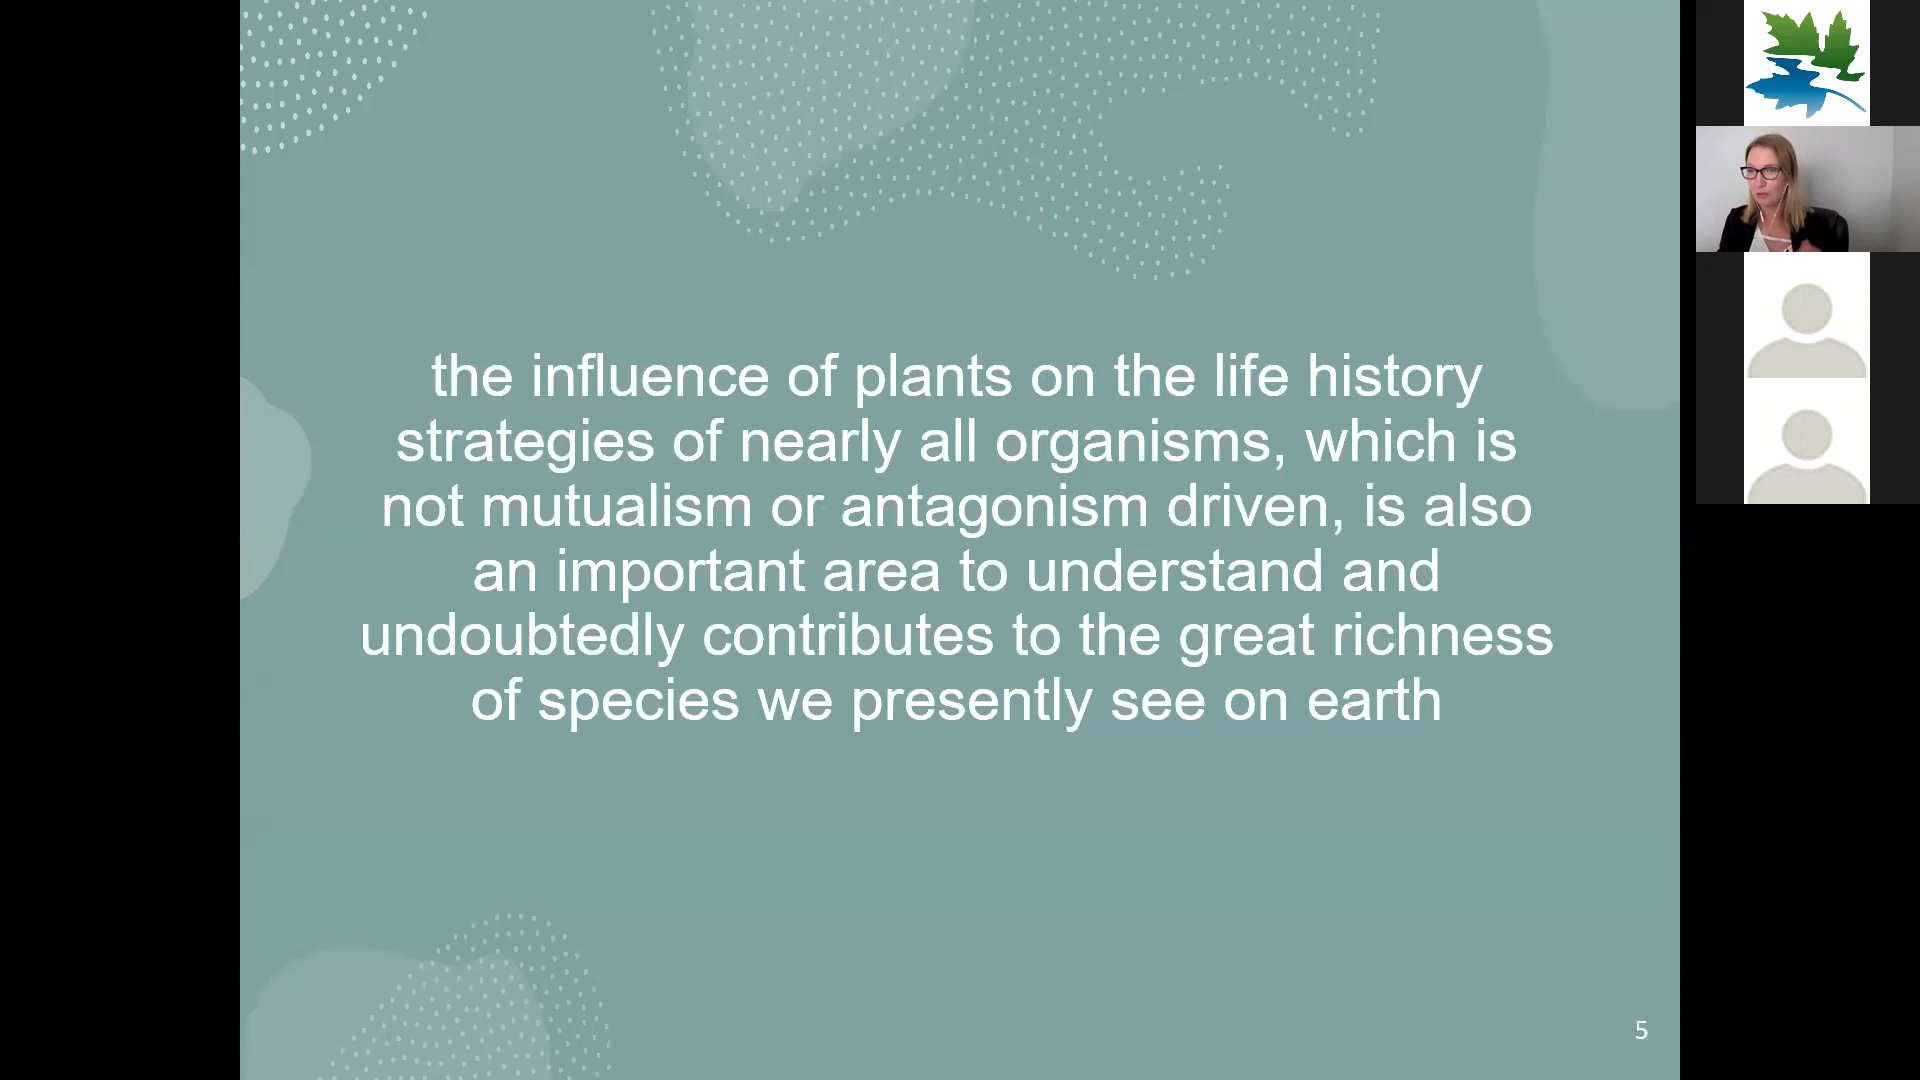 the influence of plants on the life history
strategies of nearly all organisms, which is
not mutualism or antagonism driven, is also
an important area to understand and
undoubtedly contributes to the great richness
of species we presently see on earth
5